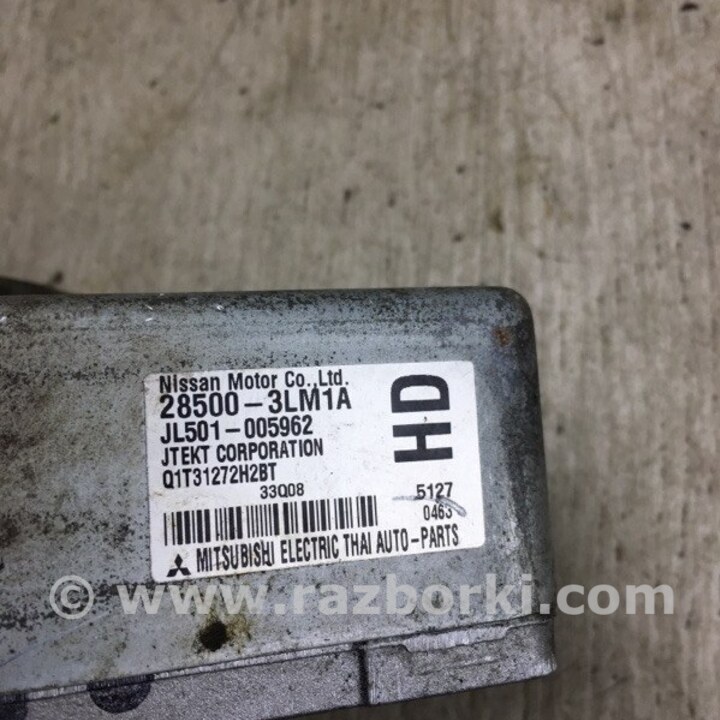 Nissan Motor Co.,Ltd.
28500-3LM1A
JL501-005962
JTEKT CORPORATION
Q1T31272H2BT
33Q08
HD
5127
0463
MITSUBISHI ELECTRIC THAI AUTO-PARTS
© www.razborki.com